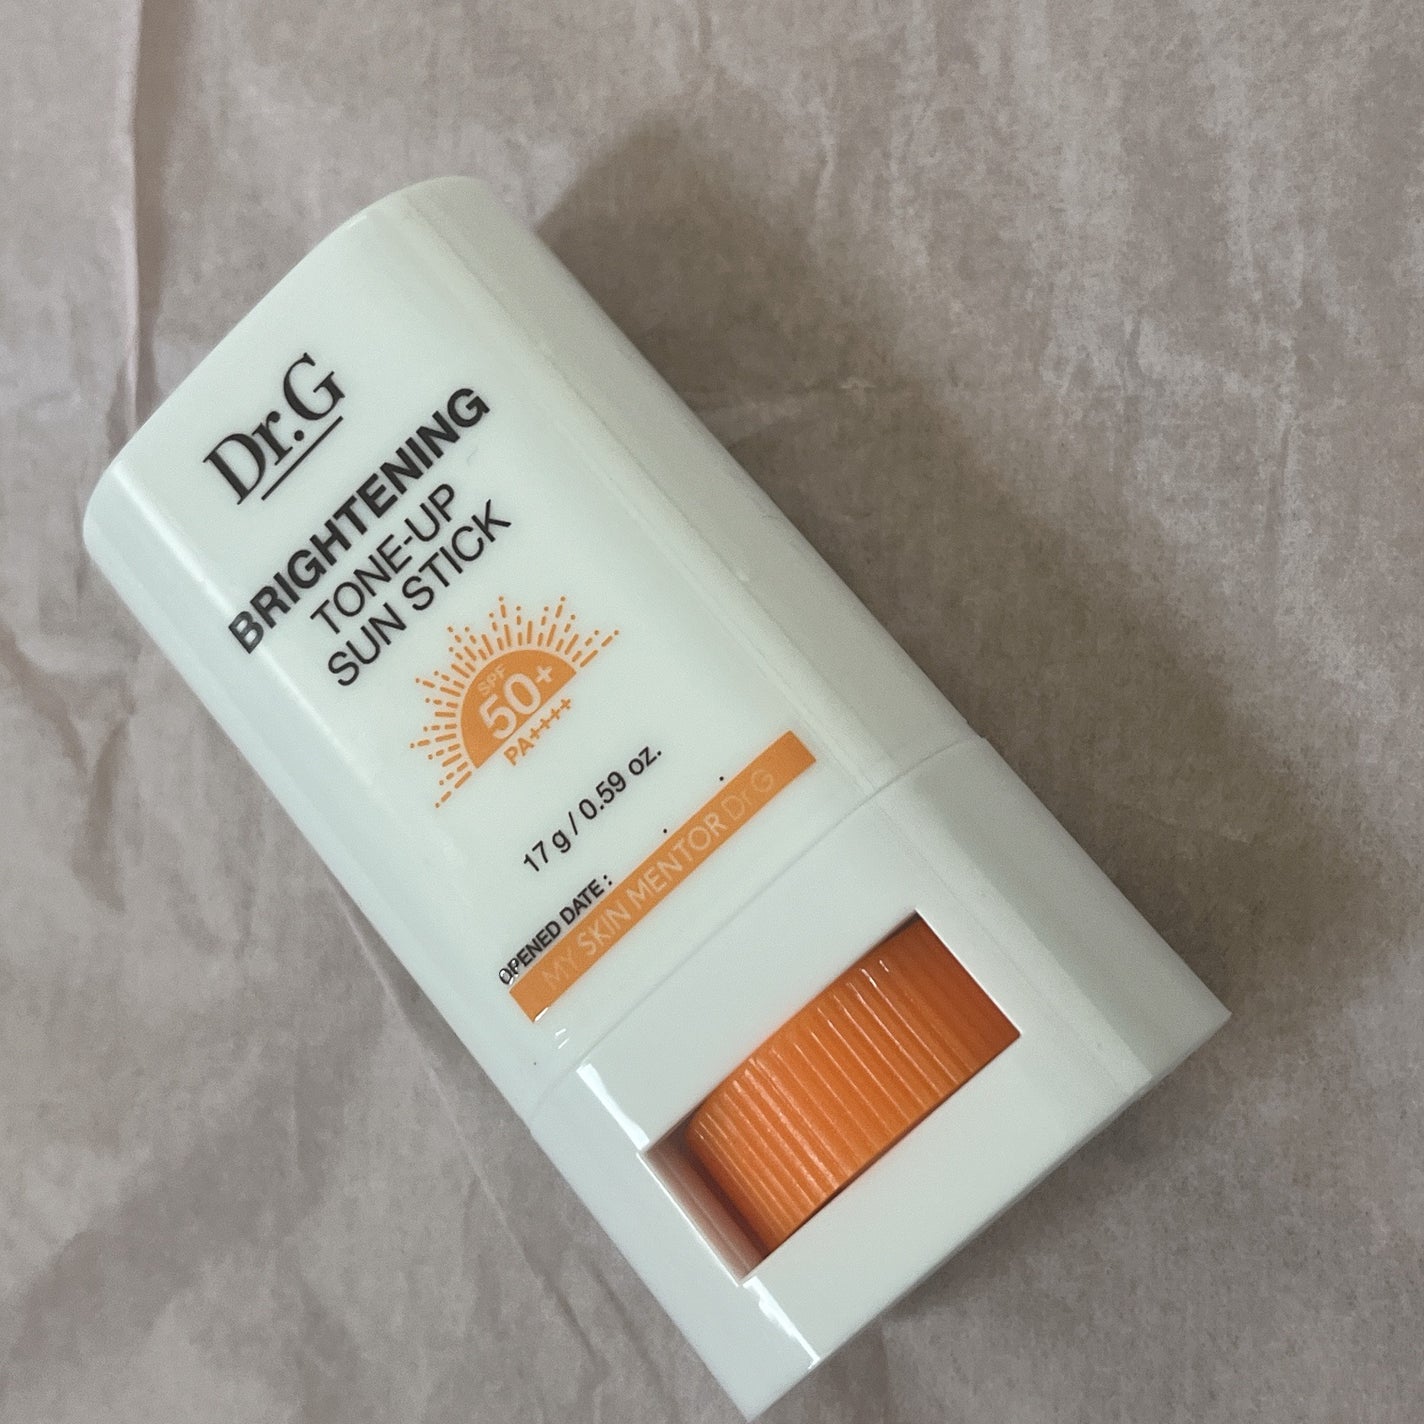 Dr.G
BRIGHTENING
TONE-UP
SUN STICK
SPF
50+
PA++++
17 g / 0.59 oz.
OPENED DATE : . .
MY SKIN MENTOR Dr G